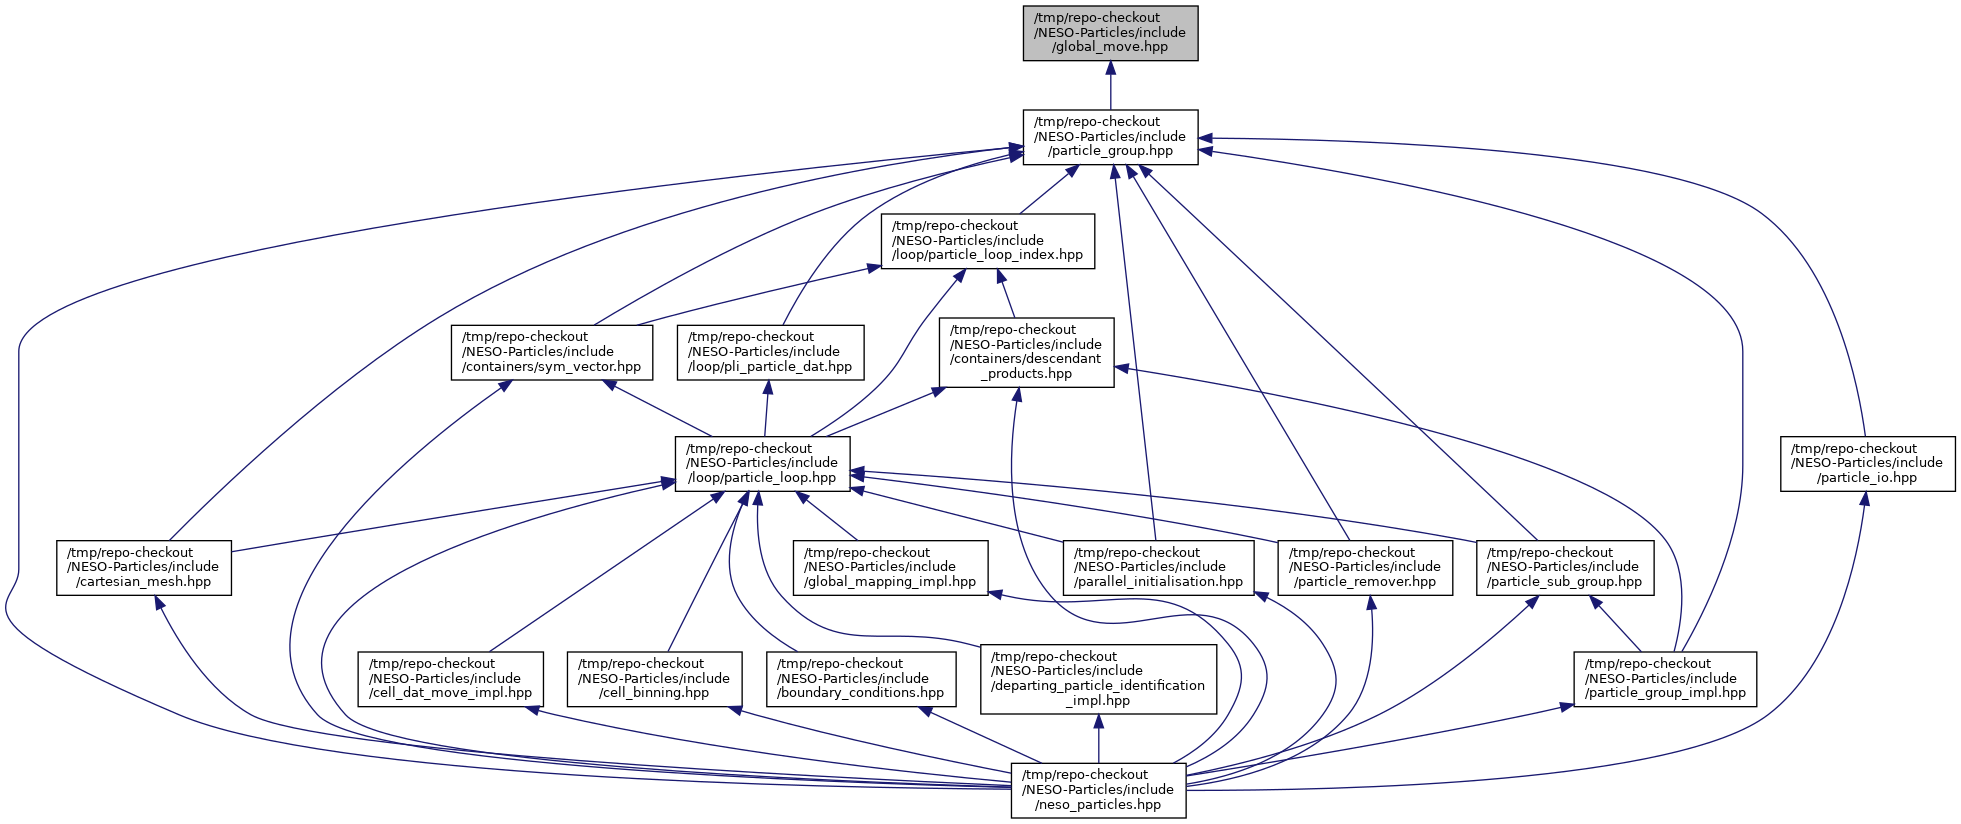 /tmp/repo-checkout
/NESO-Particles/include
/global_move.hpp
/tmp/repo-checkout
/NESO-Particles/include
/particle_group.hpp
/tmp/repo-checkout
/NESO-Particles/include
/loop/particle_loop_index.hpp
/tmp/repo-checkout
/NESO-Particles/include
/containers/sym_vector.hpp
/tmp/repo-checkout
/NESO-Particles/include
/loop/pli_particle_dat.hpp
/tmp/repo-checkout
/NESO-Particles/include
/containers/descendant
_products.hpp
/tmp/repo-checkout
/NESO-Particles/include
/loop/particle_loop.hpp
/tmp/repo-checkout
/NESO-Particles/include
/particle_io.hpp
/tmp/repo-checkout
/NESO-Particles/include
/cartesian_mesh.hpp
/tmp/repo-checkout
/NESO-Particles/include
/global_mapping_impl.hpp
/tmp/repo-checkout
/NESO-Particles/include
/parallel_initialisation.hpp
/tmp/repo-checkout
/NESO-Particles/include
/particle_remover.hpp
/tmp/repo-checkout
/NESO-Particles/include
/particle_sub_group.hpp
/tmp/repo-checkout
/NESO-Particles/include
/cell_dat_move_impl.hpp
/tmp/repo-checkout
/NESO-Particles/include
/cell_binning.hpp
/tmp/repo-checkout
/NESO-Particles/include
/boundary_conditions.hpp
/tmp/repo-checkout
/NESO-Particles/include
/departing_particle_identification
_impl.hpp
/tmp/repo-checkout
/NESO-Particles/include
/particle_group_impl.hpp
/tmp/repo-checkout
/NESO-Particles/include
/neso_particles.hpp